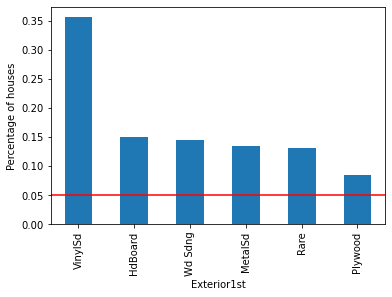 Percentage of houses
0.35
0.30
0.25
0.20
0.15
0.10
0.05
0.00
VinylSd
HdBoard
Wd Sdng
MetalSd
Rare
Plywood
Exterior1st